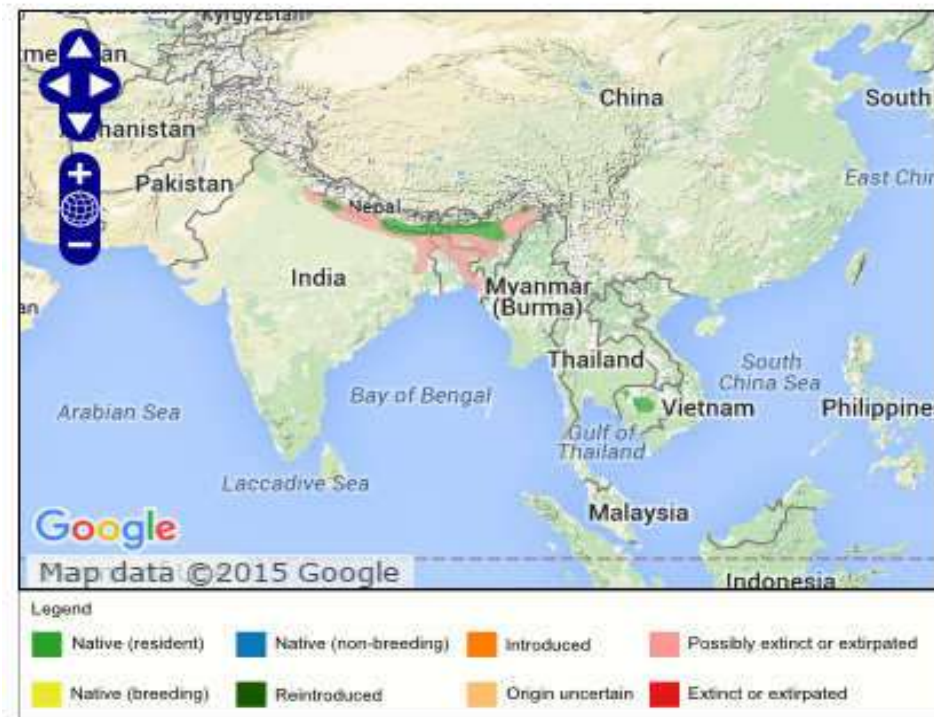 Kyrgyzstan
China
South
Pakistan
East Chin
Nepal
India
Myanmar
(Burma)
an
Thailand
South
China Sea
Bay of Bengal
Arabian Sea
Vietnam
Philippine
Gulf of
Thailand
Laccadive Sea
Malaysia
Google
Map data ©2015 Google
Indonesia
Legend
Native (resident) Native (non-breeding) Introduced Possibly extinct or extirpated
Native (breeding) Reintroduced Origin uncertain Extinct or extirpated